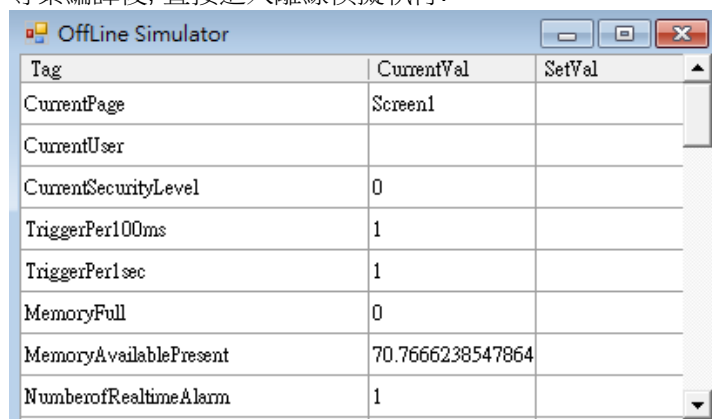 專案編譯後, 直接進入離線模擬執行.
OffLine Simulator
Tag CurrentVal SetVal
CurrentPage Screen1
CurrentUser
CurrentSecurityLevel 0
TriggerPer100ms 1
TriggerPer1sec 1
MemoryFull 0
MemoryAvailablePresent 70.7666238547864
NumberofRealtimeAlarm 1